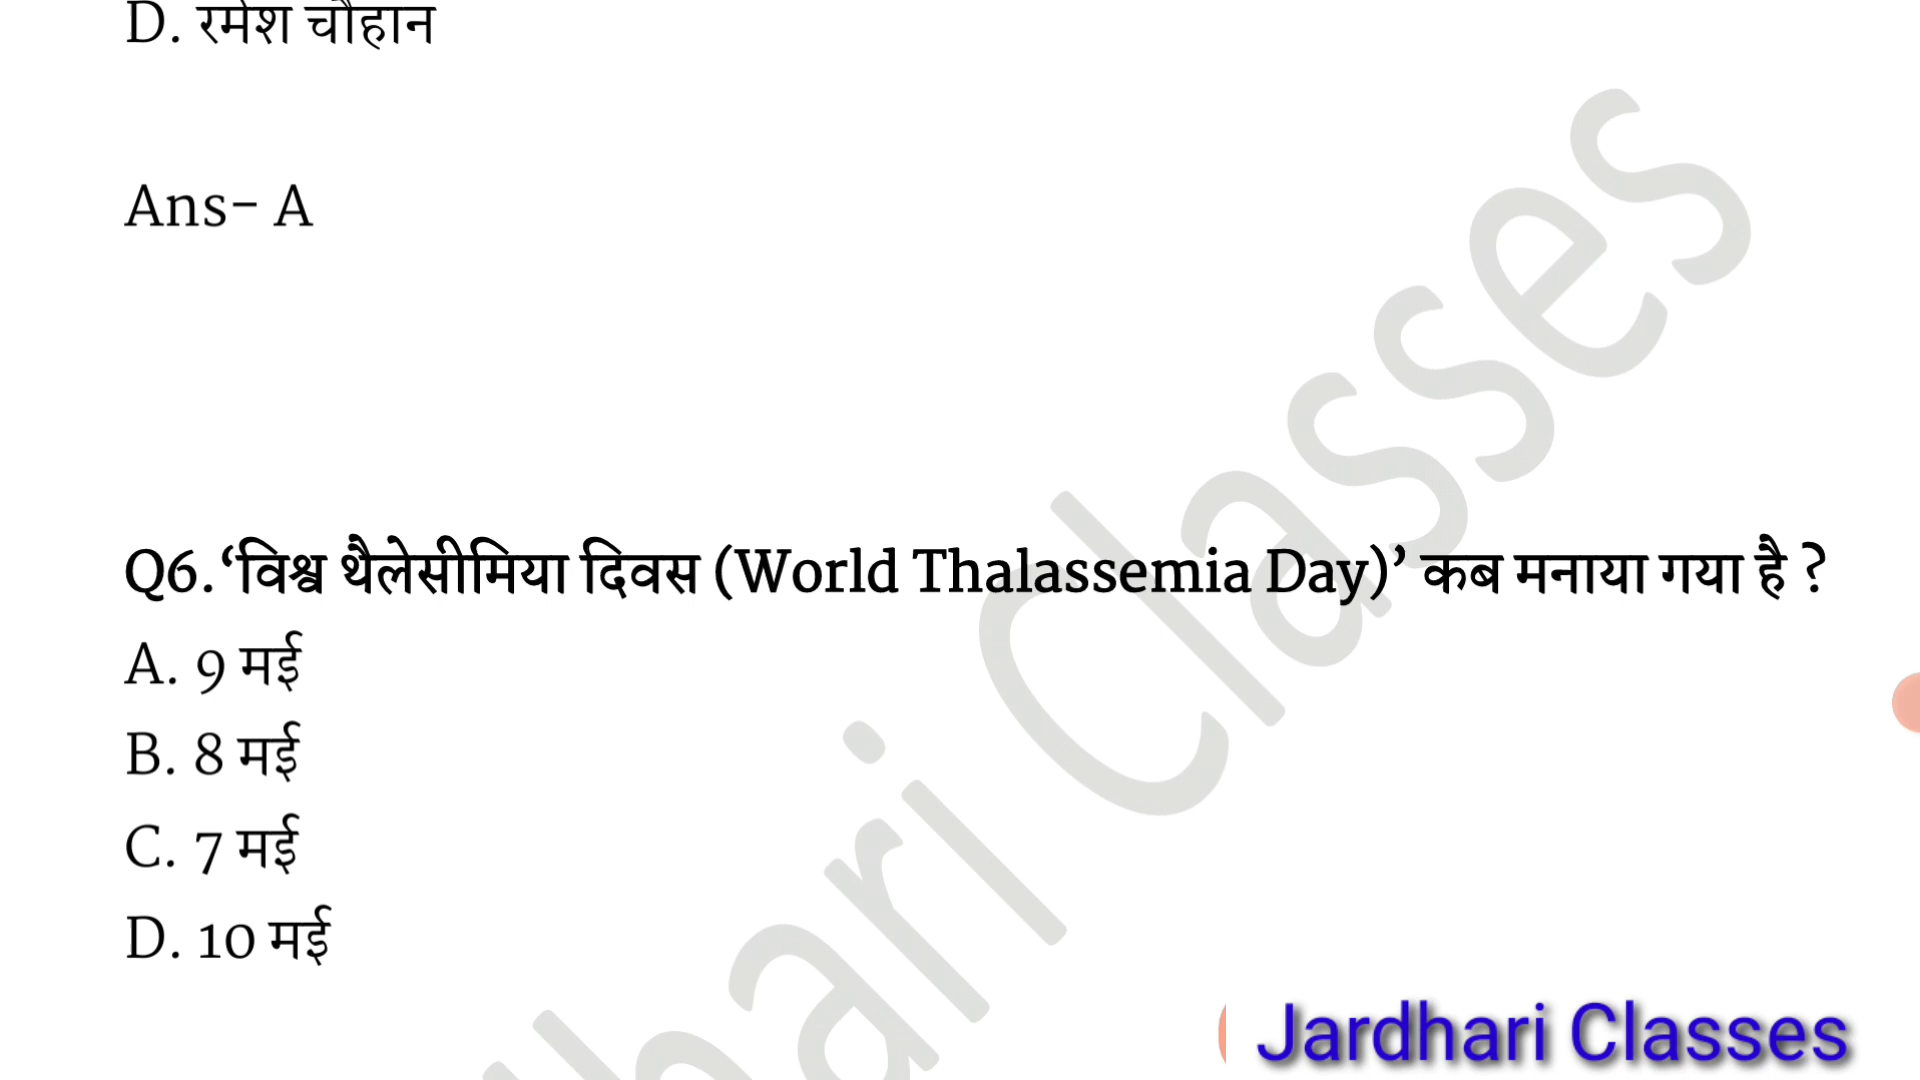 D. रमेश चौहान
Ans- A
Q6.‘विश्व थैलेसीमिया दिवस (World Thalassemia Day)’ कब मनाया गया है ?
A. 9 मई
B. 8 मई
C. 7 मई
D. 10 मई
hari Classes
Jardhari Classes